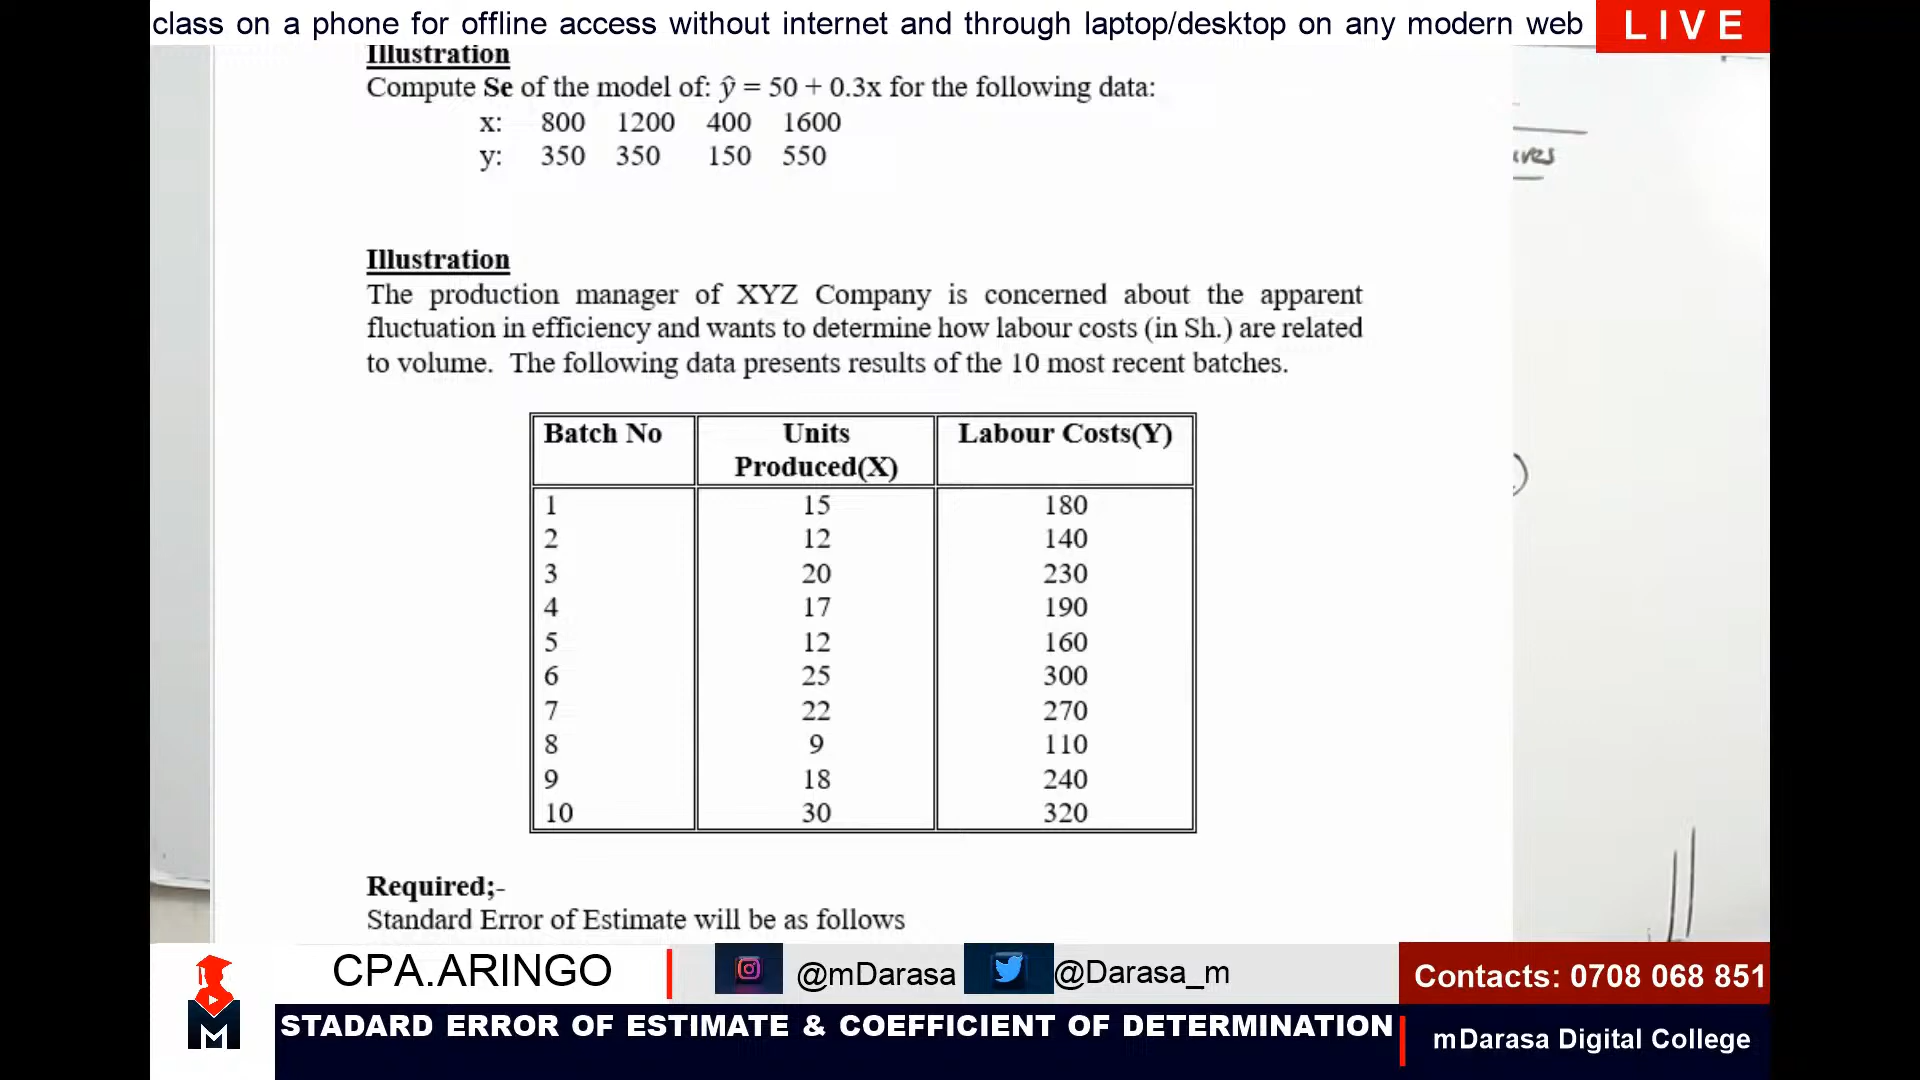 class on a phone for offline access without internet and through laptop/desktop on any modern web
LIVE
Illustration
Compute Se of the model of: ŷ = 50 + 0.3x for the following data:
x: 800 1200 400 1600
y: 350 350 150 550
Illustration
The production manager of XYZ Company is concerned about the apparent
fluctuation in efficiency and wants to determine how labour costs (in Sh.) are related
to volume. The following data presents results of the 10 most recent batches.
Batch No Units Produced(X) Labour Costs(Y)
1 15 180
2 12 140
3 20 230
4 17 190
5 12 160
6 25 300
7 22 270
8 9 110
9 18 240
10 30 320
Required;-
Standard Error of Estimate will be as follows
CPA.ARINGO
@mDarasa
@Darasa_m
Contacts: 0708 068 851
M
STADARD ERROR OF ESTIMATE & COEFFICIENT OF DETERMINATION
mDarasa Digital College